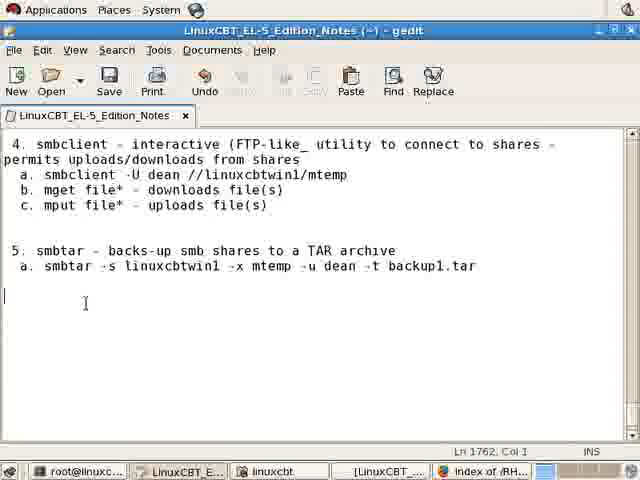 Applications Places System
LinuxCBT_EL-5_Edition_Notes (~) - gedit
File Edit View Search Tools Documents Help
New Open Save Print Undo Redo Cut Copy Paste Find Replace
LinuxCBT_EL-5_Edition_Notes ×
4. smbclient - interactive (FTP-like_ utility to connect to shares -
permits uploads/downloads from shares
a. smbclient -U dean //linuxcbtwin1/mtemp
b. mget file* - downloads file(s)
c. mput file* - uploads file(s)
5. smbtar - backs-up smb shares to a TAR archive
a. smbtar -s linuxcbtwin1 -x mtemp -u dean -t backup1.tar
Ln 1762, Col 1 INS
root@linuxc... LinuxCBT_E... linuxcbt [LinuxCBT_... Index of /RH...